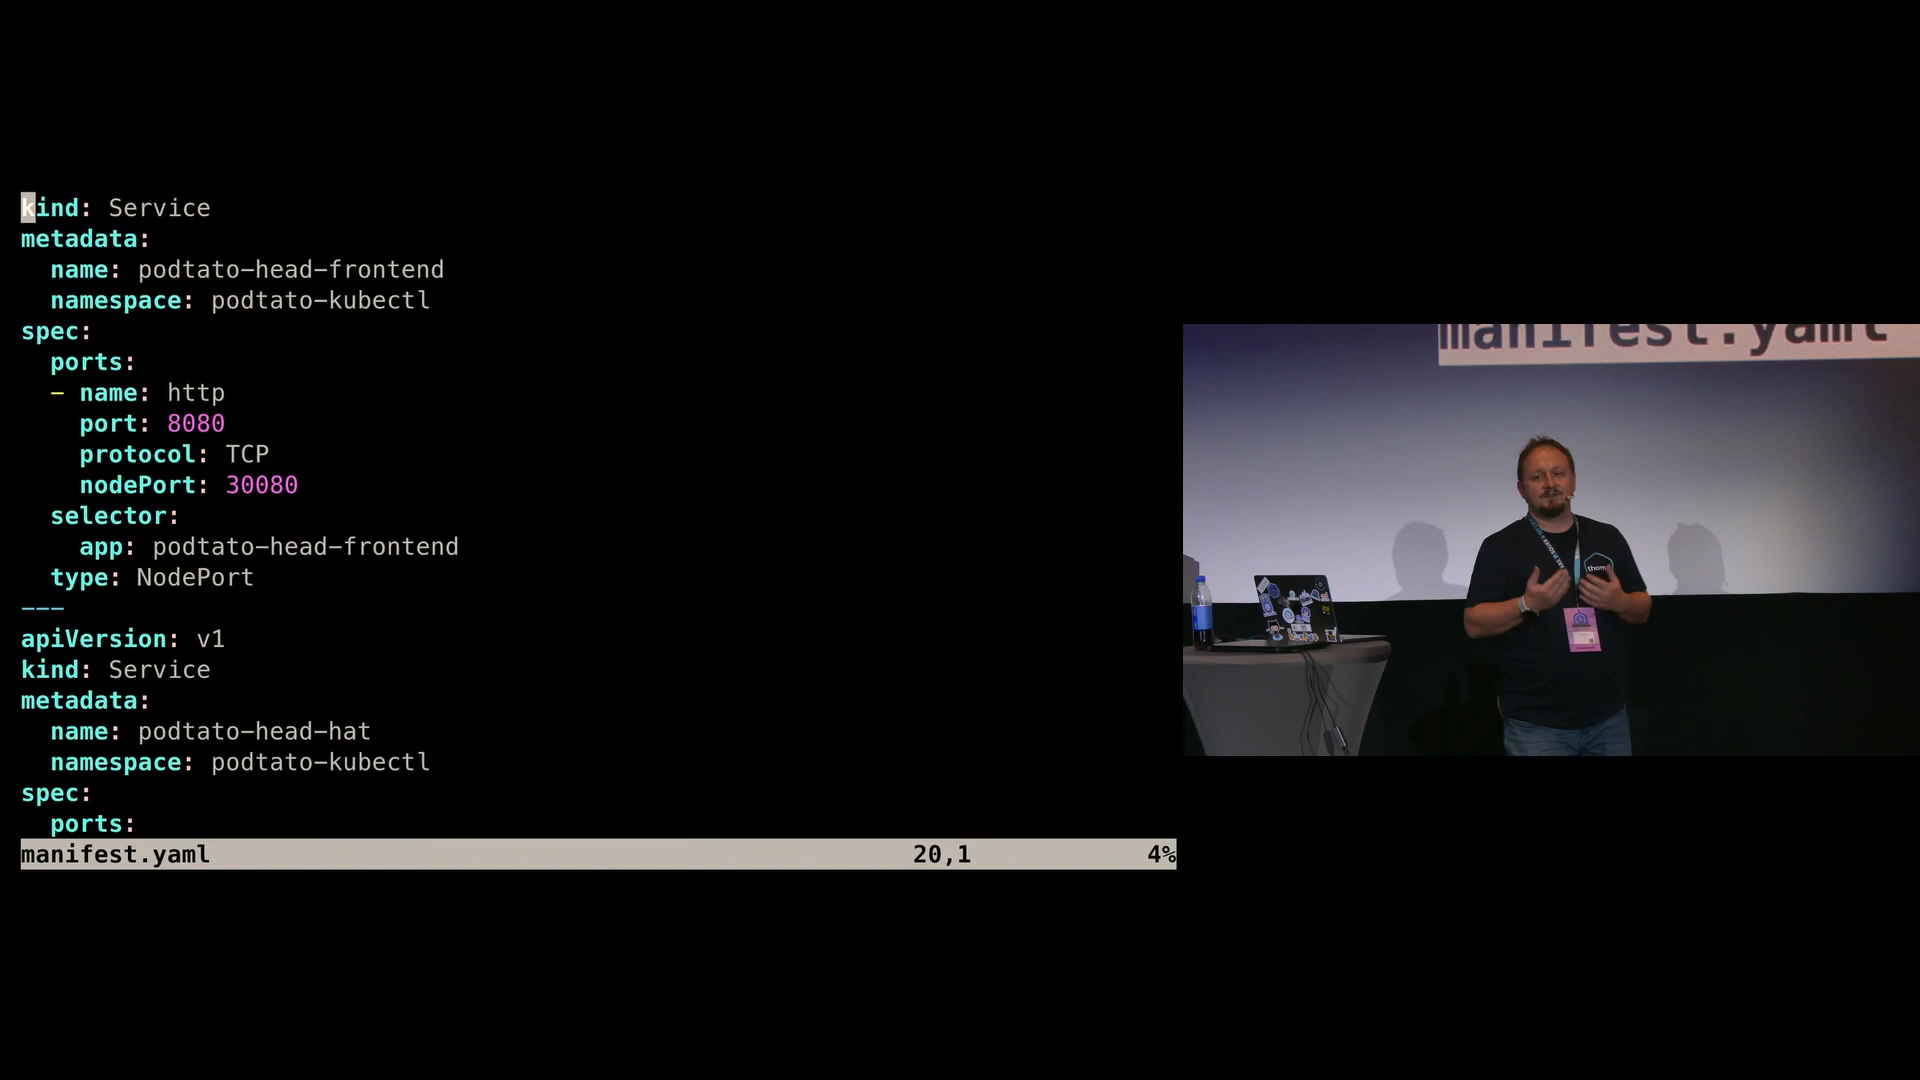 kind: Service
metadata:
  name: podtato-head-frontend
  namespace: podtato-kubectl
spec:
  ports:
  - name: http
    port: 8080
    protocol: TCP
    nodePort: 30080
  selector:
    app: podtato-head-frontend
  type: NodePort
---
apiVersion: v1
kind: Service
metadata:
  name: podtato-head-hat
  namespace: podtato-kubectl
spec:
  ports:
manifest.yaml 20,1 4%
manifest.yaml